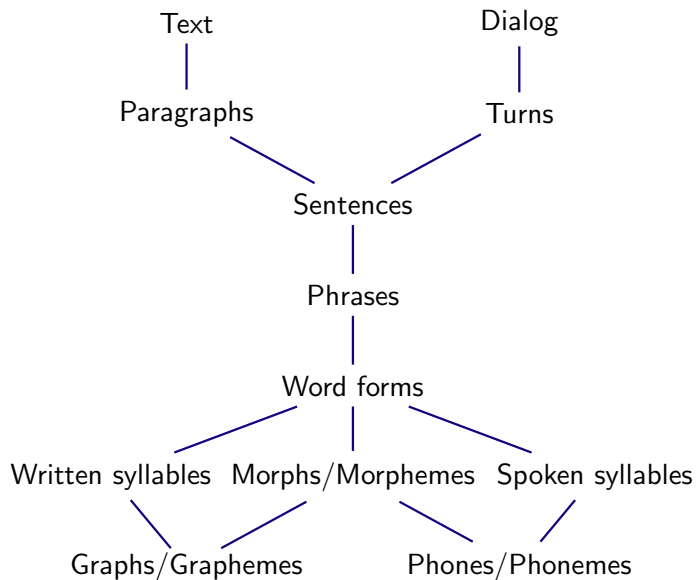 Text Dialog
Paragraphs Turns
Sentences
Phrases
Word forms
Written syllables Morphs/Morphemes Spoken syllables
Graphs/Graphemes Phones/Phonemes